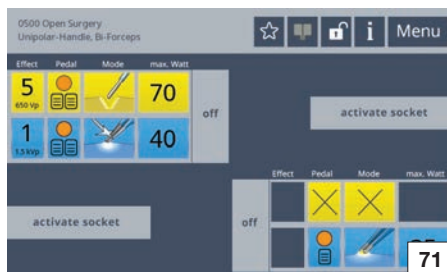 0500 Open Surgery
Unipolar-Handle, Bi-Forceps
i Menu
Effect Pedal Mode max. Watt
5 70
650 Vp
off
activate socket
1 40
1.5 kVp
Effect Pedal Mode max. Watt
activate socket
off
71